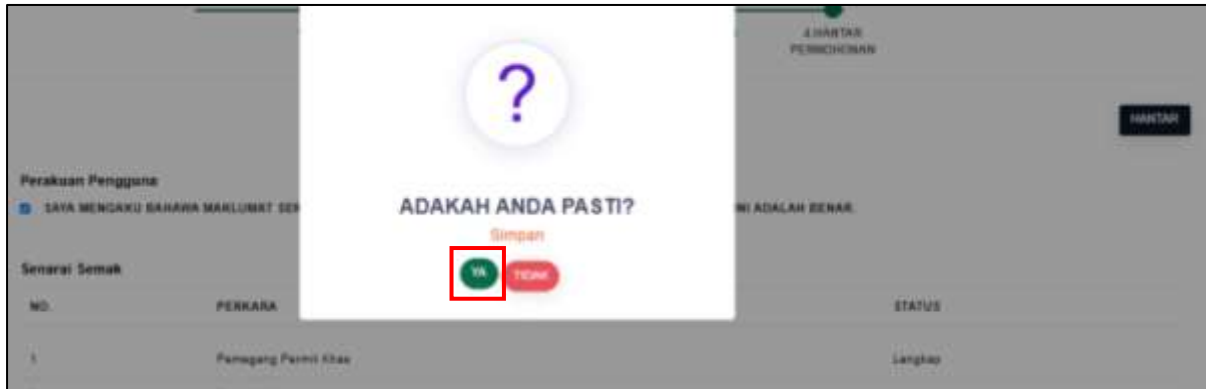 4.HANTAR
PERMOHONAN
?
HANTAR
Perakuan Pengguna
SAYA MENGAKU BAHAWA MAKLUMAT
NI ADALAH BENAR.
ADAKAH ANDA PASTI?
Simpan
YA TIDAK
Senarai Semak
NO. PERKARA STATUS
1 Pemegang Permit Khas Lengkap